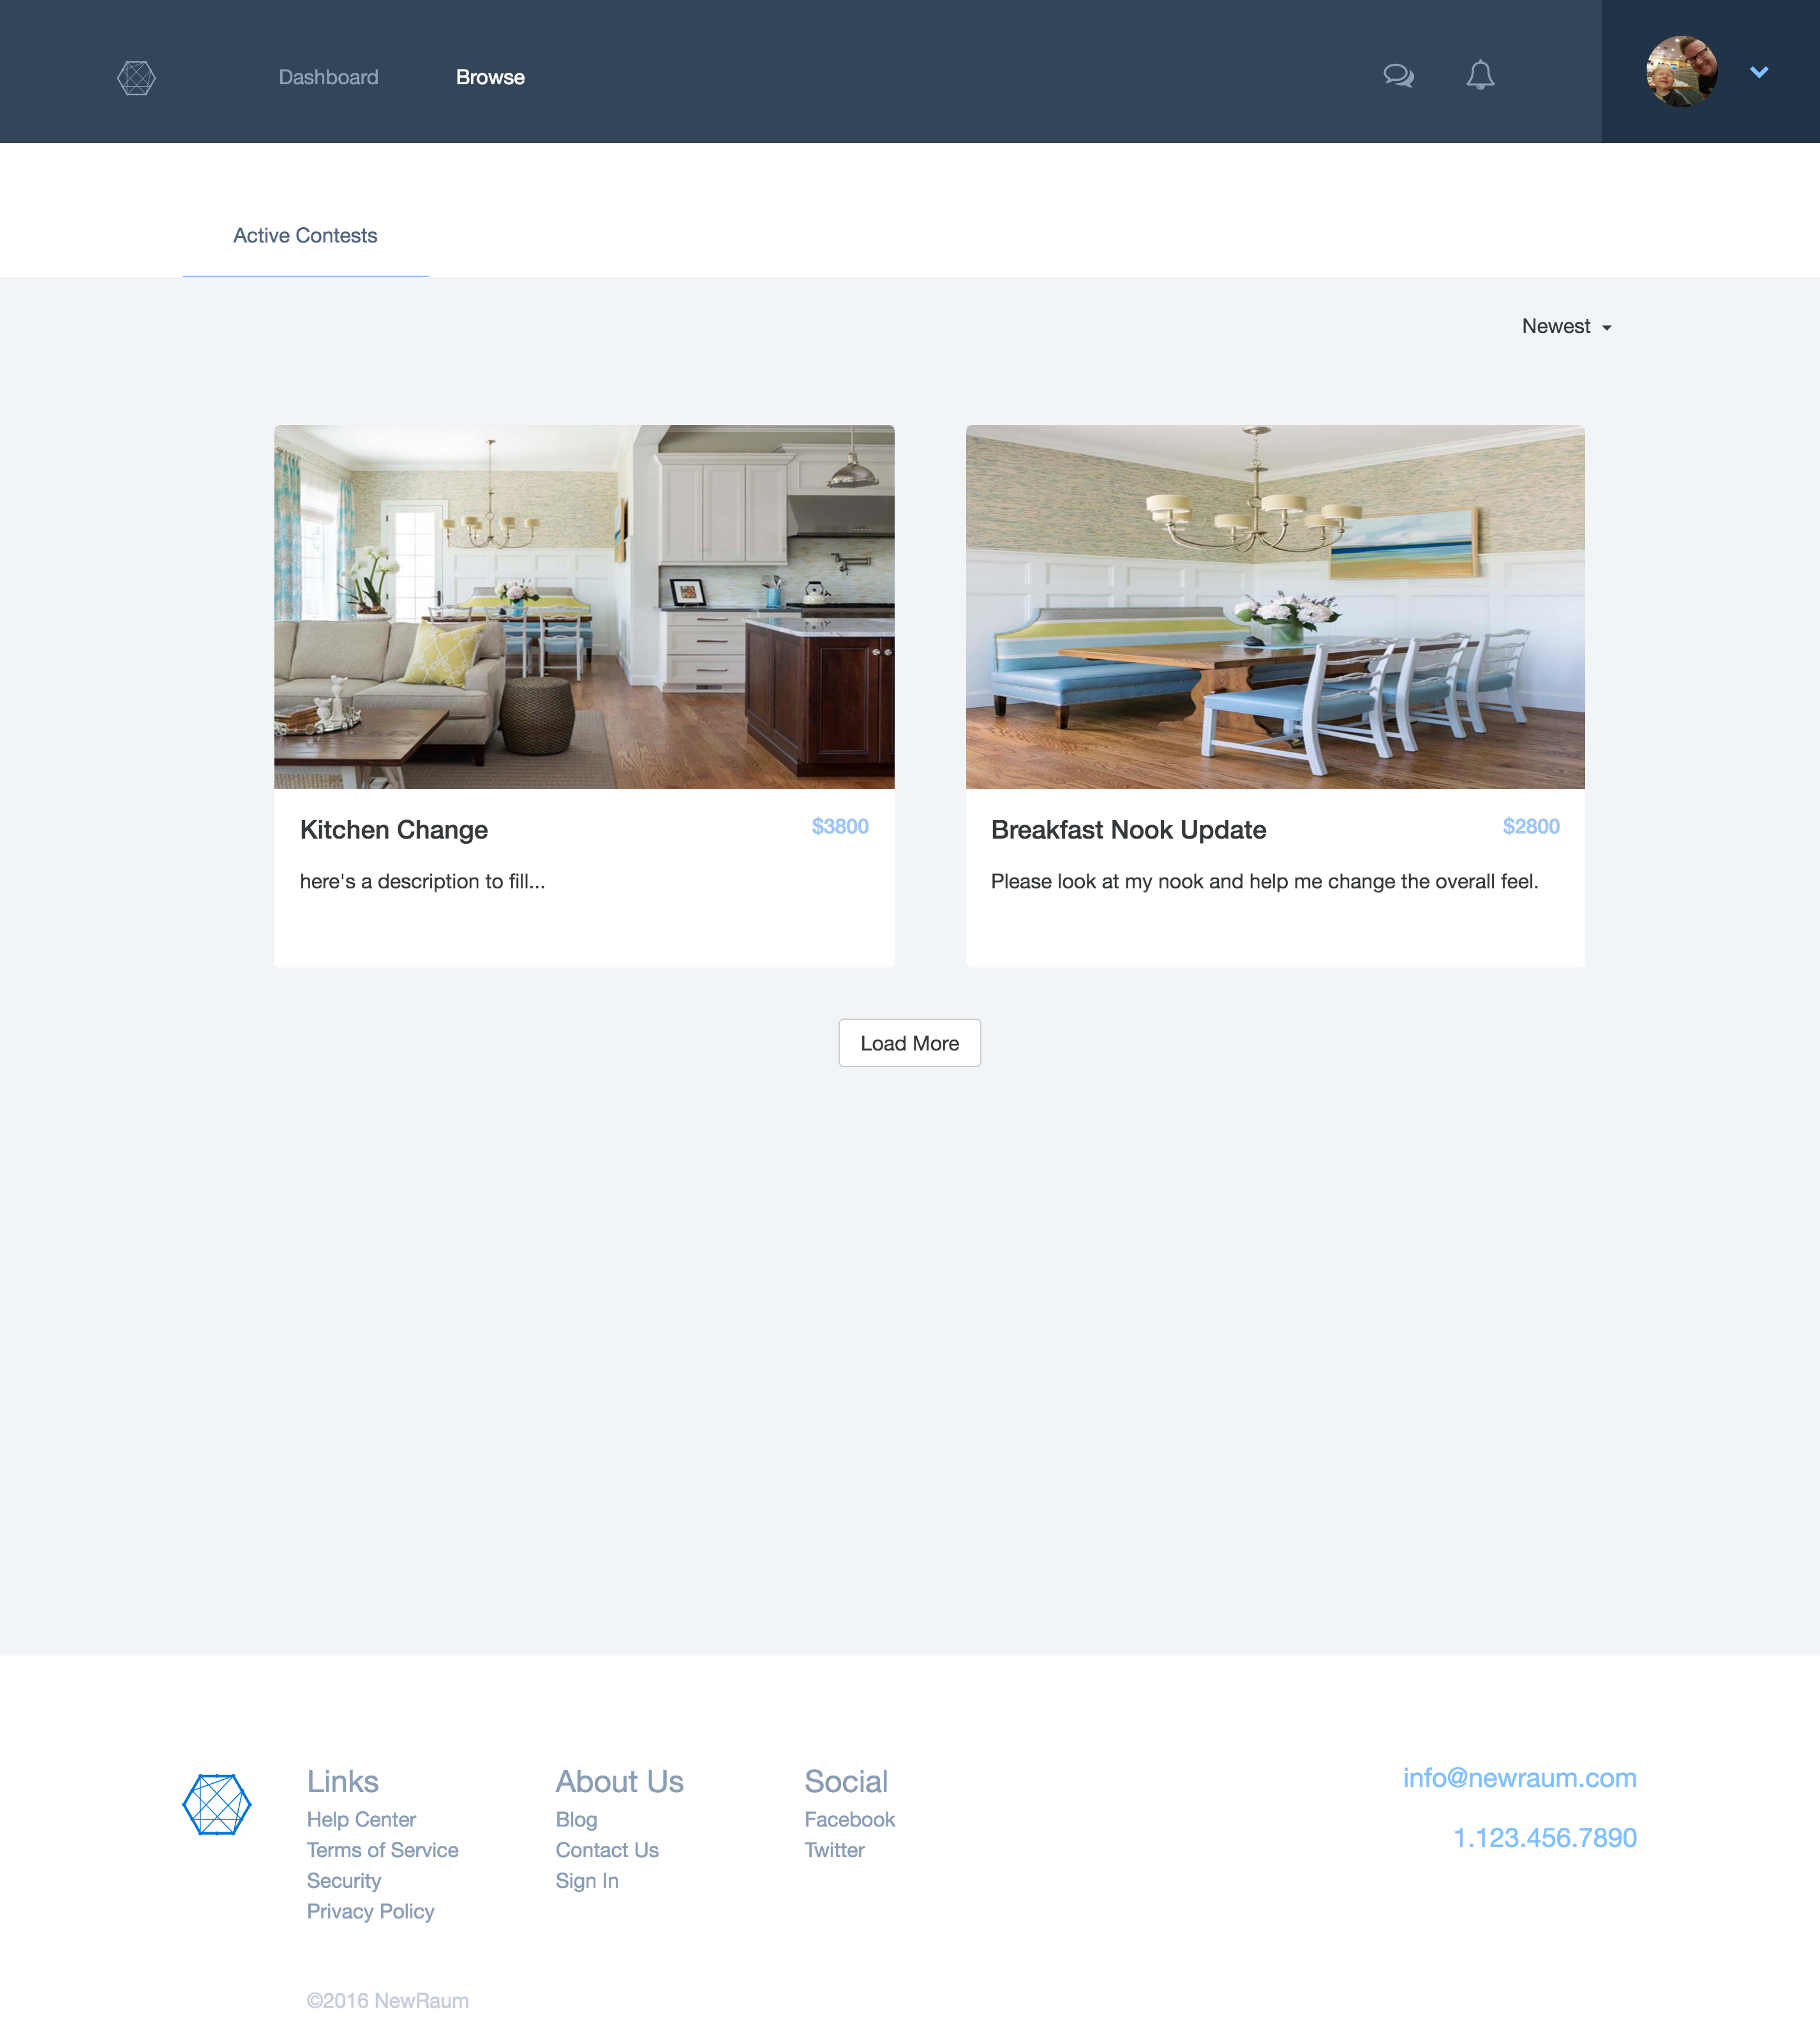 Dashboard Browse
Active Contests
Newest
Kitchen Change $3800
here's a description to fill...
Breakfast Nook Update $2800
Please look at my nook and help me change the overall feel.
Load More
Links
Help Center
Terms of Service
Security
Privacy Policy
About Us
Blog
Contact Us
Sign In
Social
Facebook
Twitter
info@newraum.com
1.123.456.7890
©2016 NewRaum